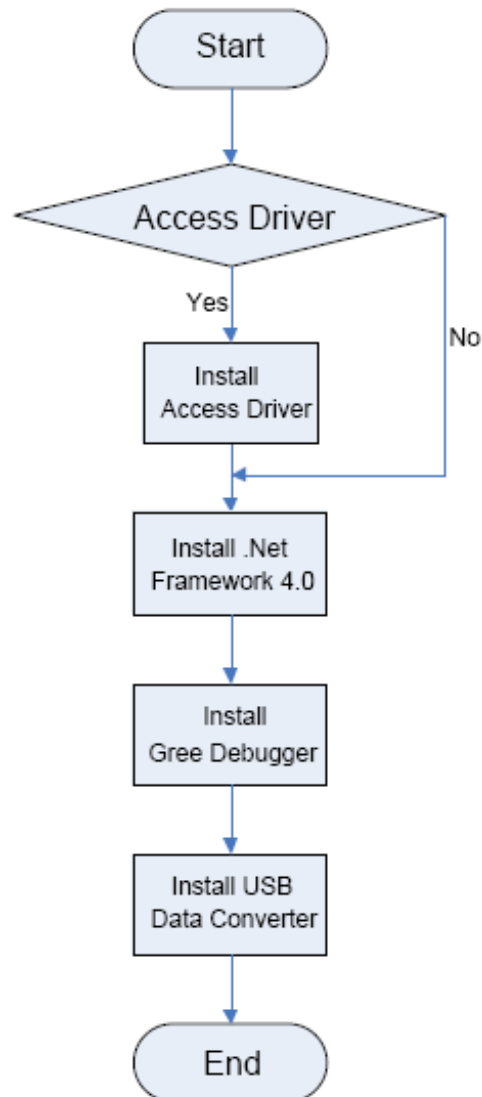 Start
Access Driver
Yes
No
Install
Access Driver
Install .Net
Framework 4.0
Install
Gree Debugger
Install USB
Data Converter
End